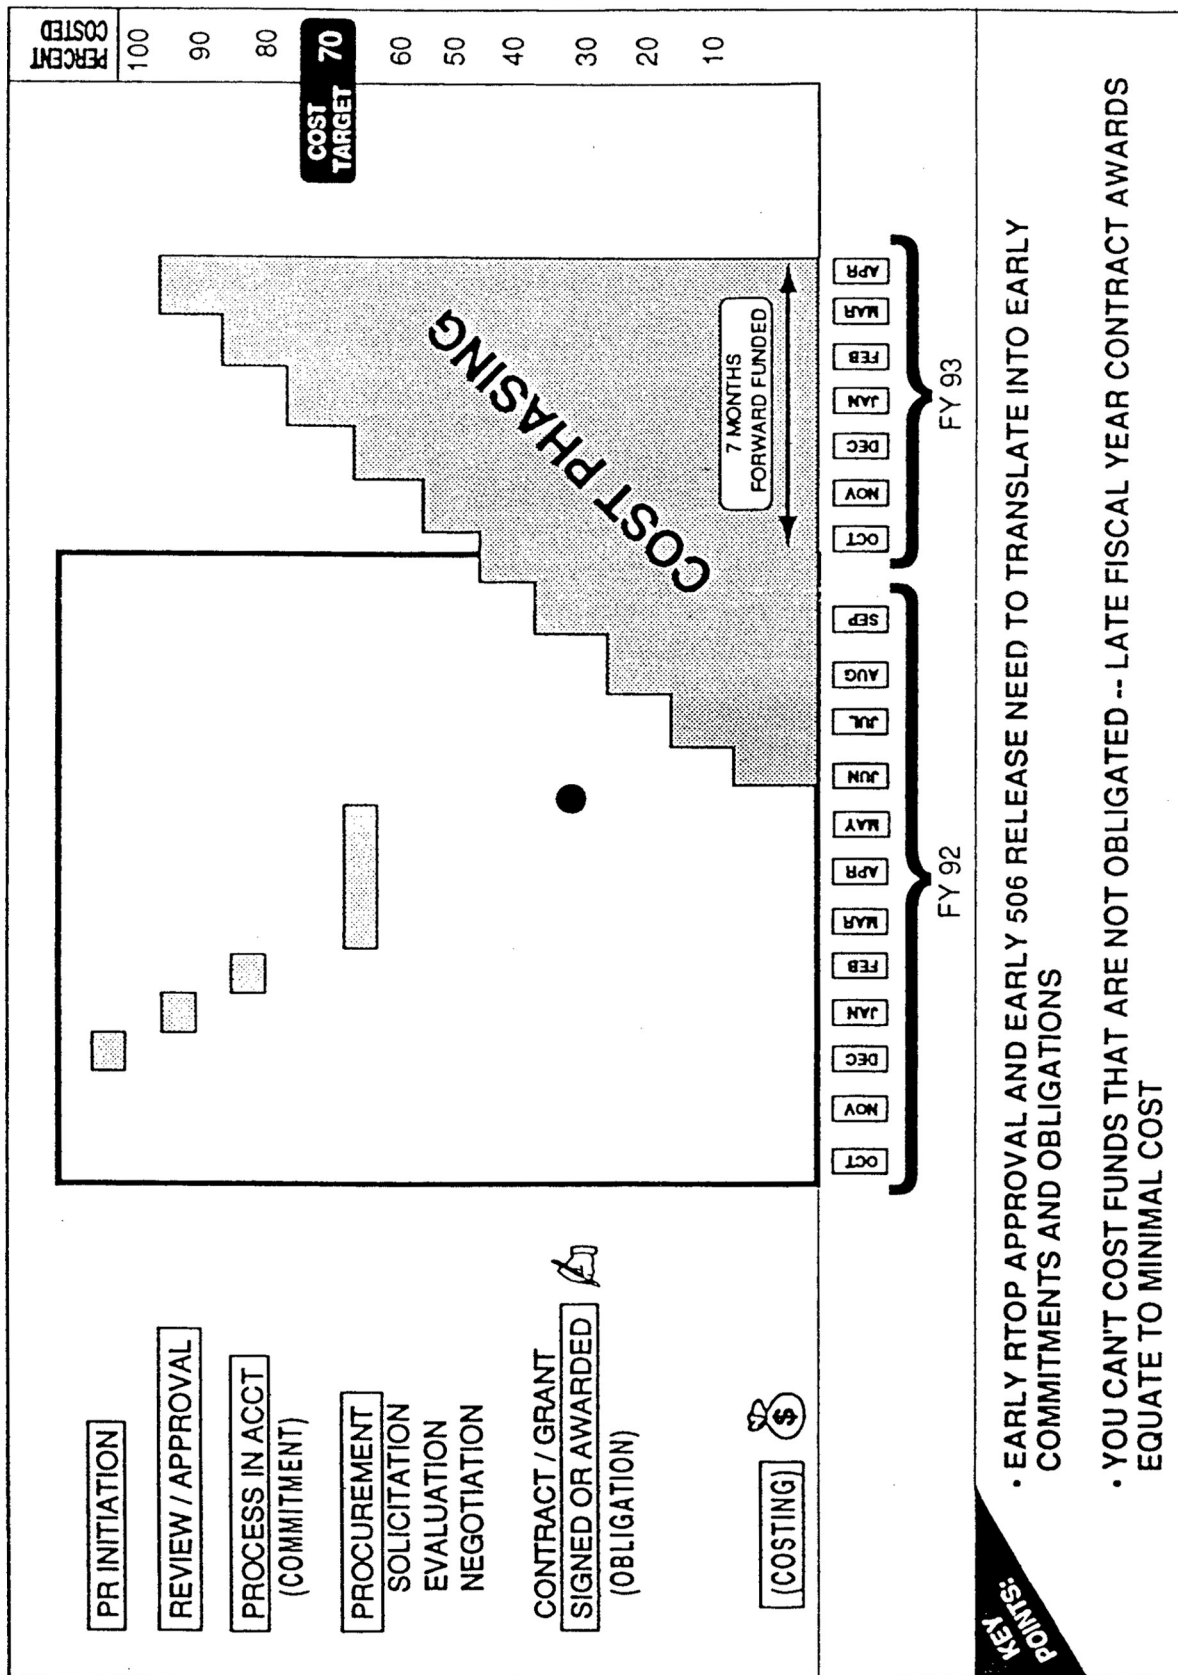 PR INITIATION
REVIEW / APPROVAL
PROCESS IN ACCT
(COMMITMENT)
PROCUREMENT
SOLICITATION
EVALUATION
NEGOTIATION
CONTRACT / GRANT
SIGNED OR AWARDED
(OBLIGATION)
(COSTING)
$
COST PHASING
7 MONTHS
FORWARD FUNDED
PERCENT
COSTED
100
90
80
COST
TARGET
70
60
50
40
30
20
10
OCT
NOV
DEC
JAN
FEB
MAR
APR
MAY
JUN
JUL
AUG
SEP
OCT
NOV
DEC
JAN
FEB
MAR
APR
FY 92
FY 93
KEY
POINTS:
• EARLY RTOP APPROVAL AND EARLY 506 RELEASE NEED TO TRANSLATE INTO EARLY
COMMITMENTS AND OBLIGATIONS
• YOU CAN'T COST FUNDS THAT ARE NOT OBLIGATED -- LATE FISCAL YEAR CONTRACT AWARDS
EQUATE TO MINIMAL COST